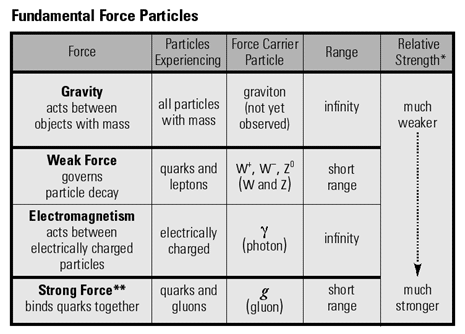 Fundamental Force Particles
Force
Particles
Experiencing
Force Carrier
Particle
Range
Relative
Strength*
Gravity
acts between
objects with mass
all particles
with mass
graviton
(not yet
observed)
infinity
much
weaker
Weak Force
governs
particle decay
quarks and
leptons
W⁺, W⁻, Z⁰
(W and Z)
short
range
Electromagnetism
acts between
electrically charged
particles
electrically
charged
γ
(photon)
infinity
Strong Force**
binds quarks together
quarks and
gluons
g
(gluon)
short
range
much
stronger